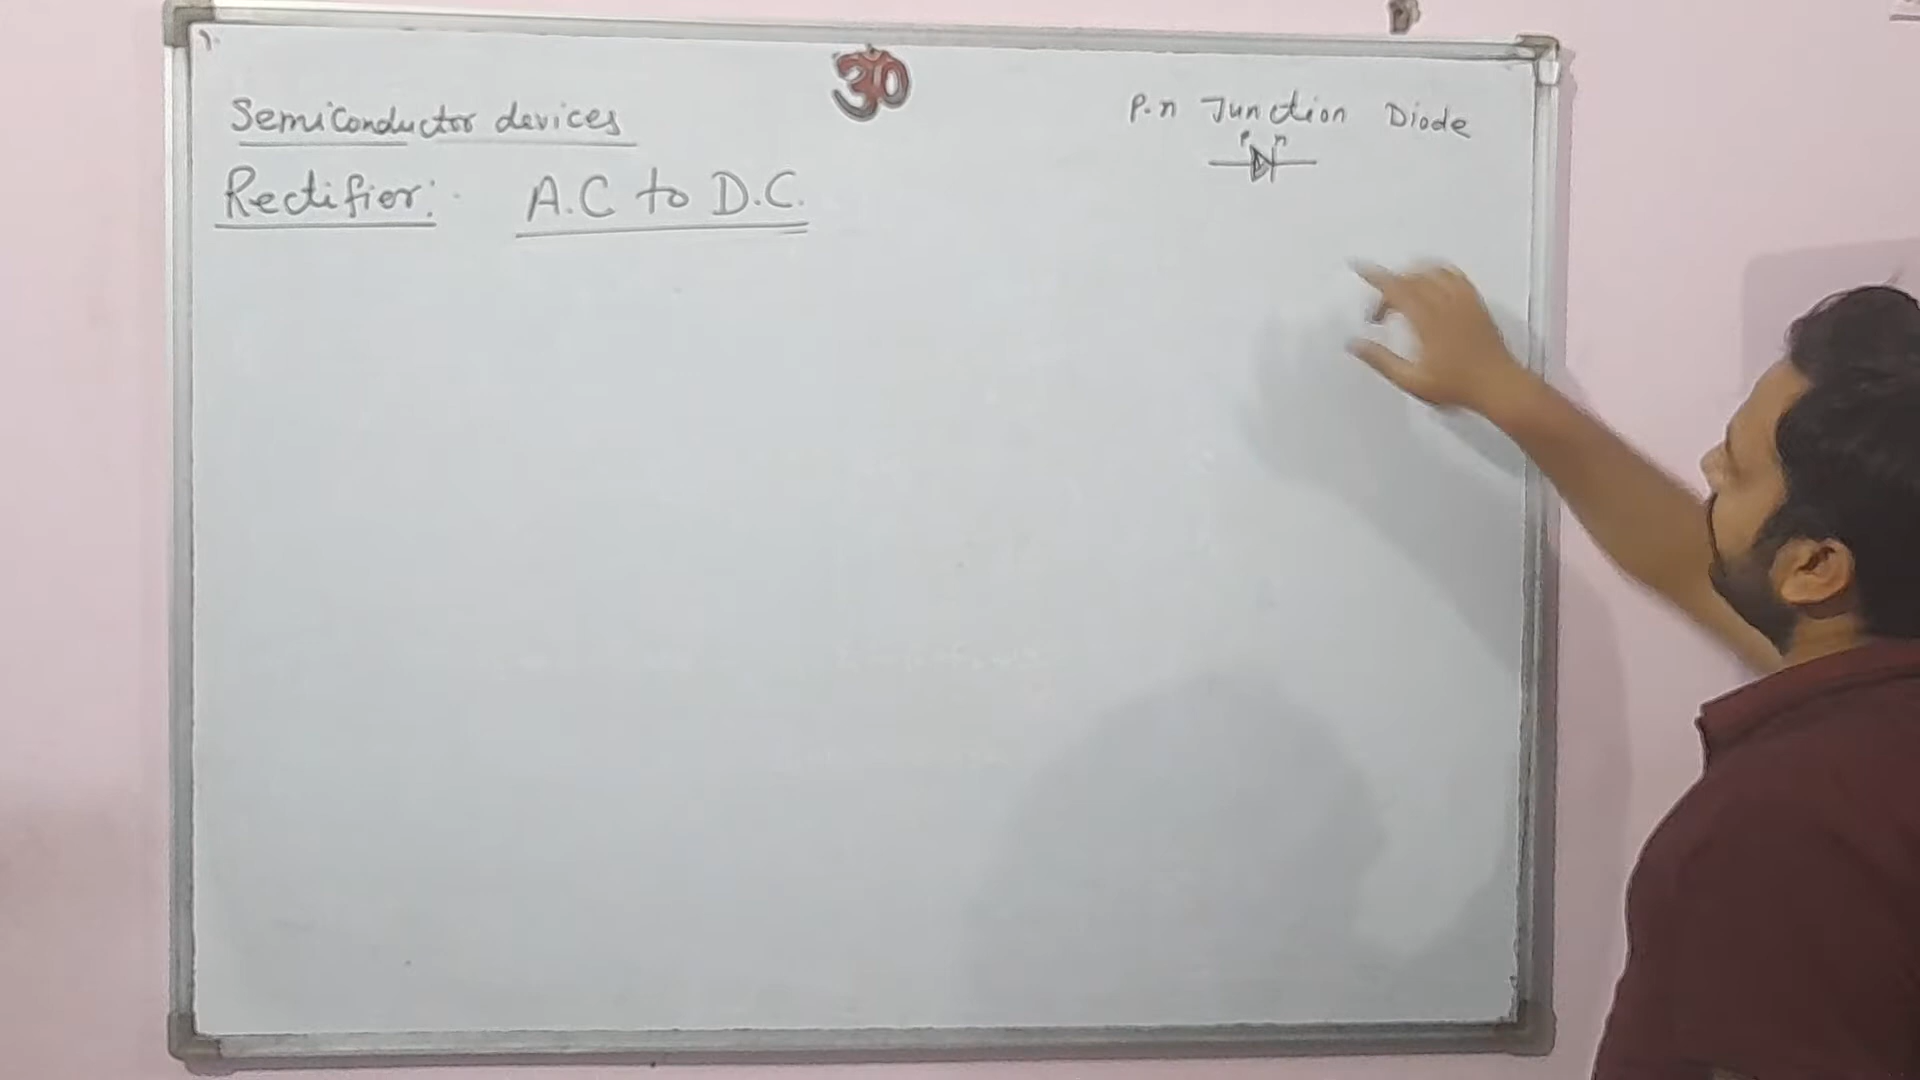 ॐ
Semiconductor devices
P.n Junction Diode
P n
Rectifier:- A.C to D.C.